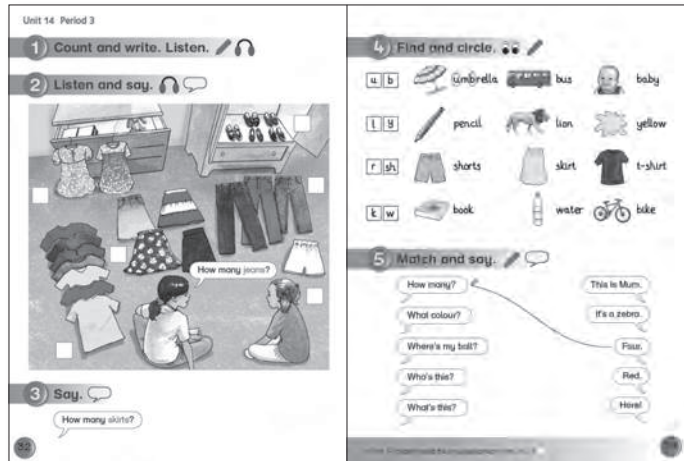 Unit 14 Period 3
1 Count and write. Listen.
2 Listen and say.
How many jeans?
3 Say.
How many skirts?
32
4 Find and circle.
u b umbrella bus baby
l y pencil lion yellow
r sh shorts skirt t-shirt
k w book water bike
5 Match and say.
How many? This is Mum.
What colour? It's a zebra.
Where's my ball? Four.
Who's this? Red.
What's this? Here!